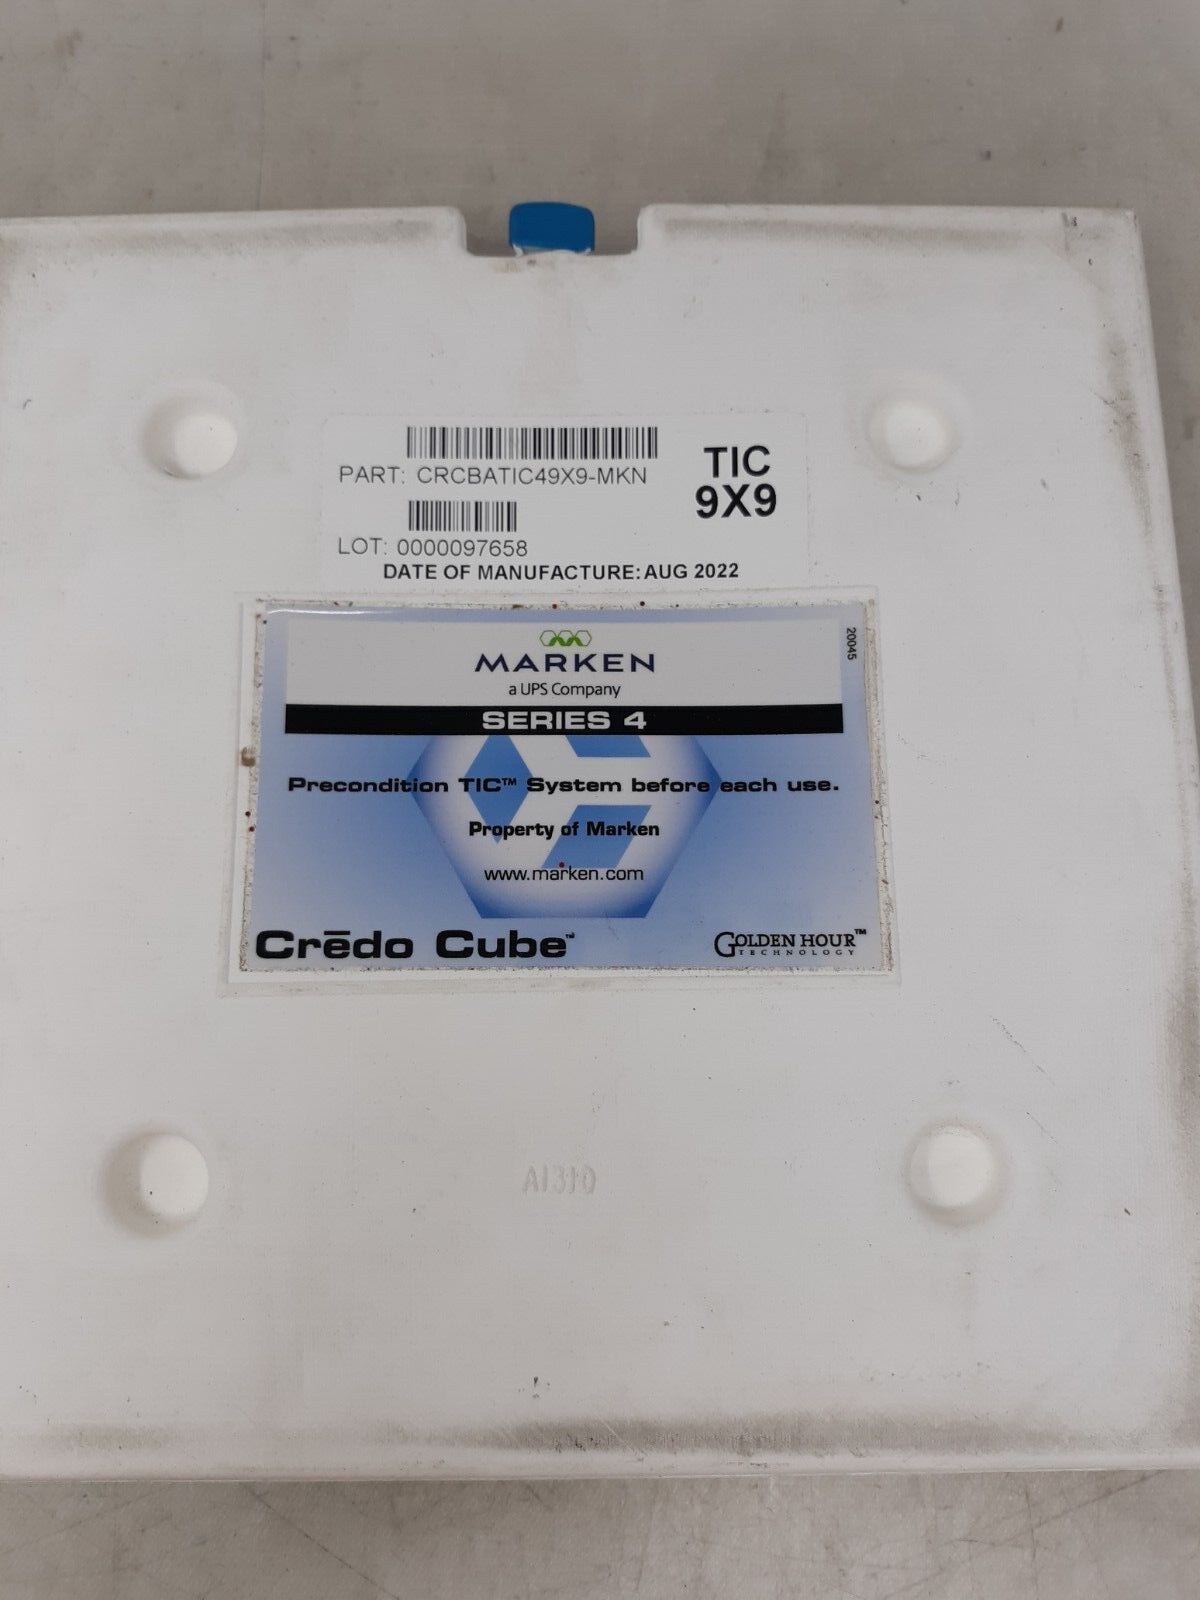 PART: CRCBATIC49X9-MKN
TIC
9X9
LOT: 0000097658
DATE OF MANUFACTURE: AUG 2022
MARKEN
a UPS Company
20045
SERIES 4
Precondition TIC™ System before each use.
Property of Marken
www.marken.com
Crēdo Cube™
GOLDEN HOUR™
TECHNOLOGY